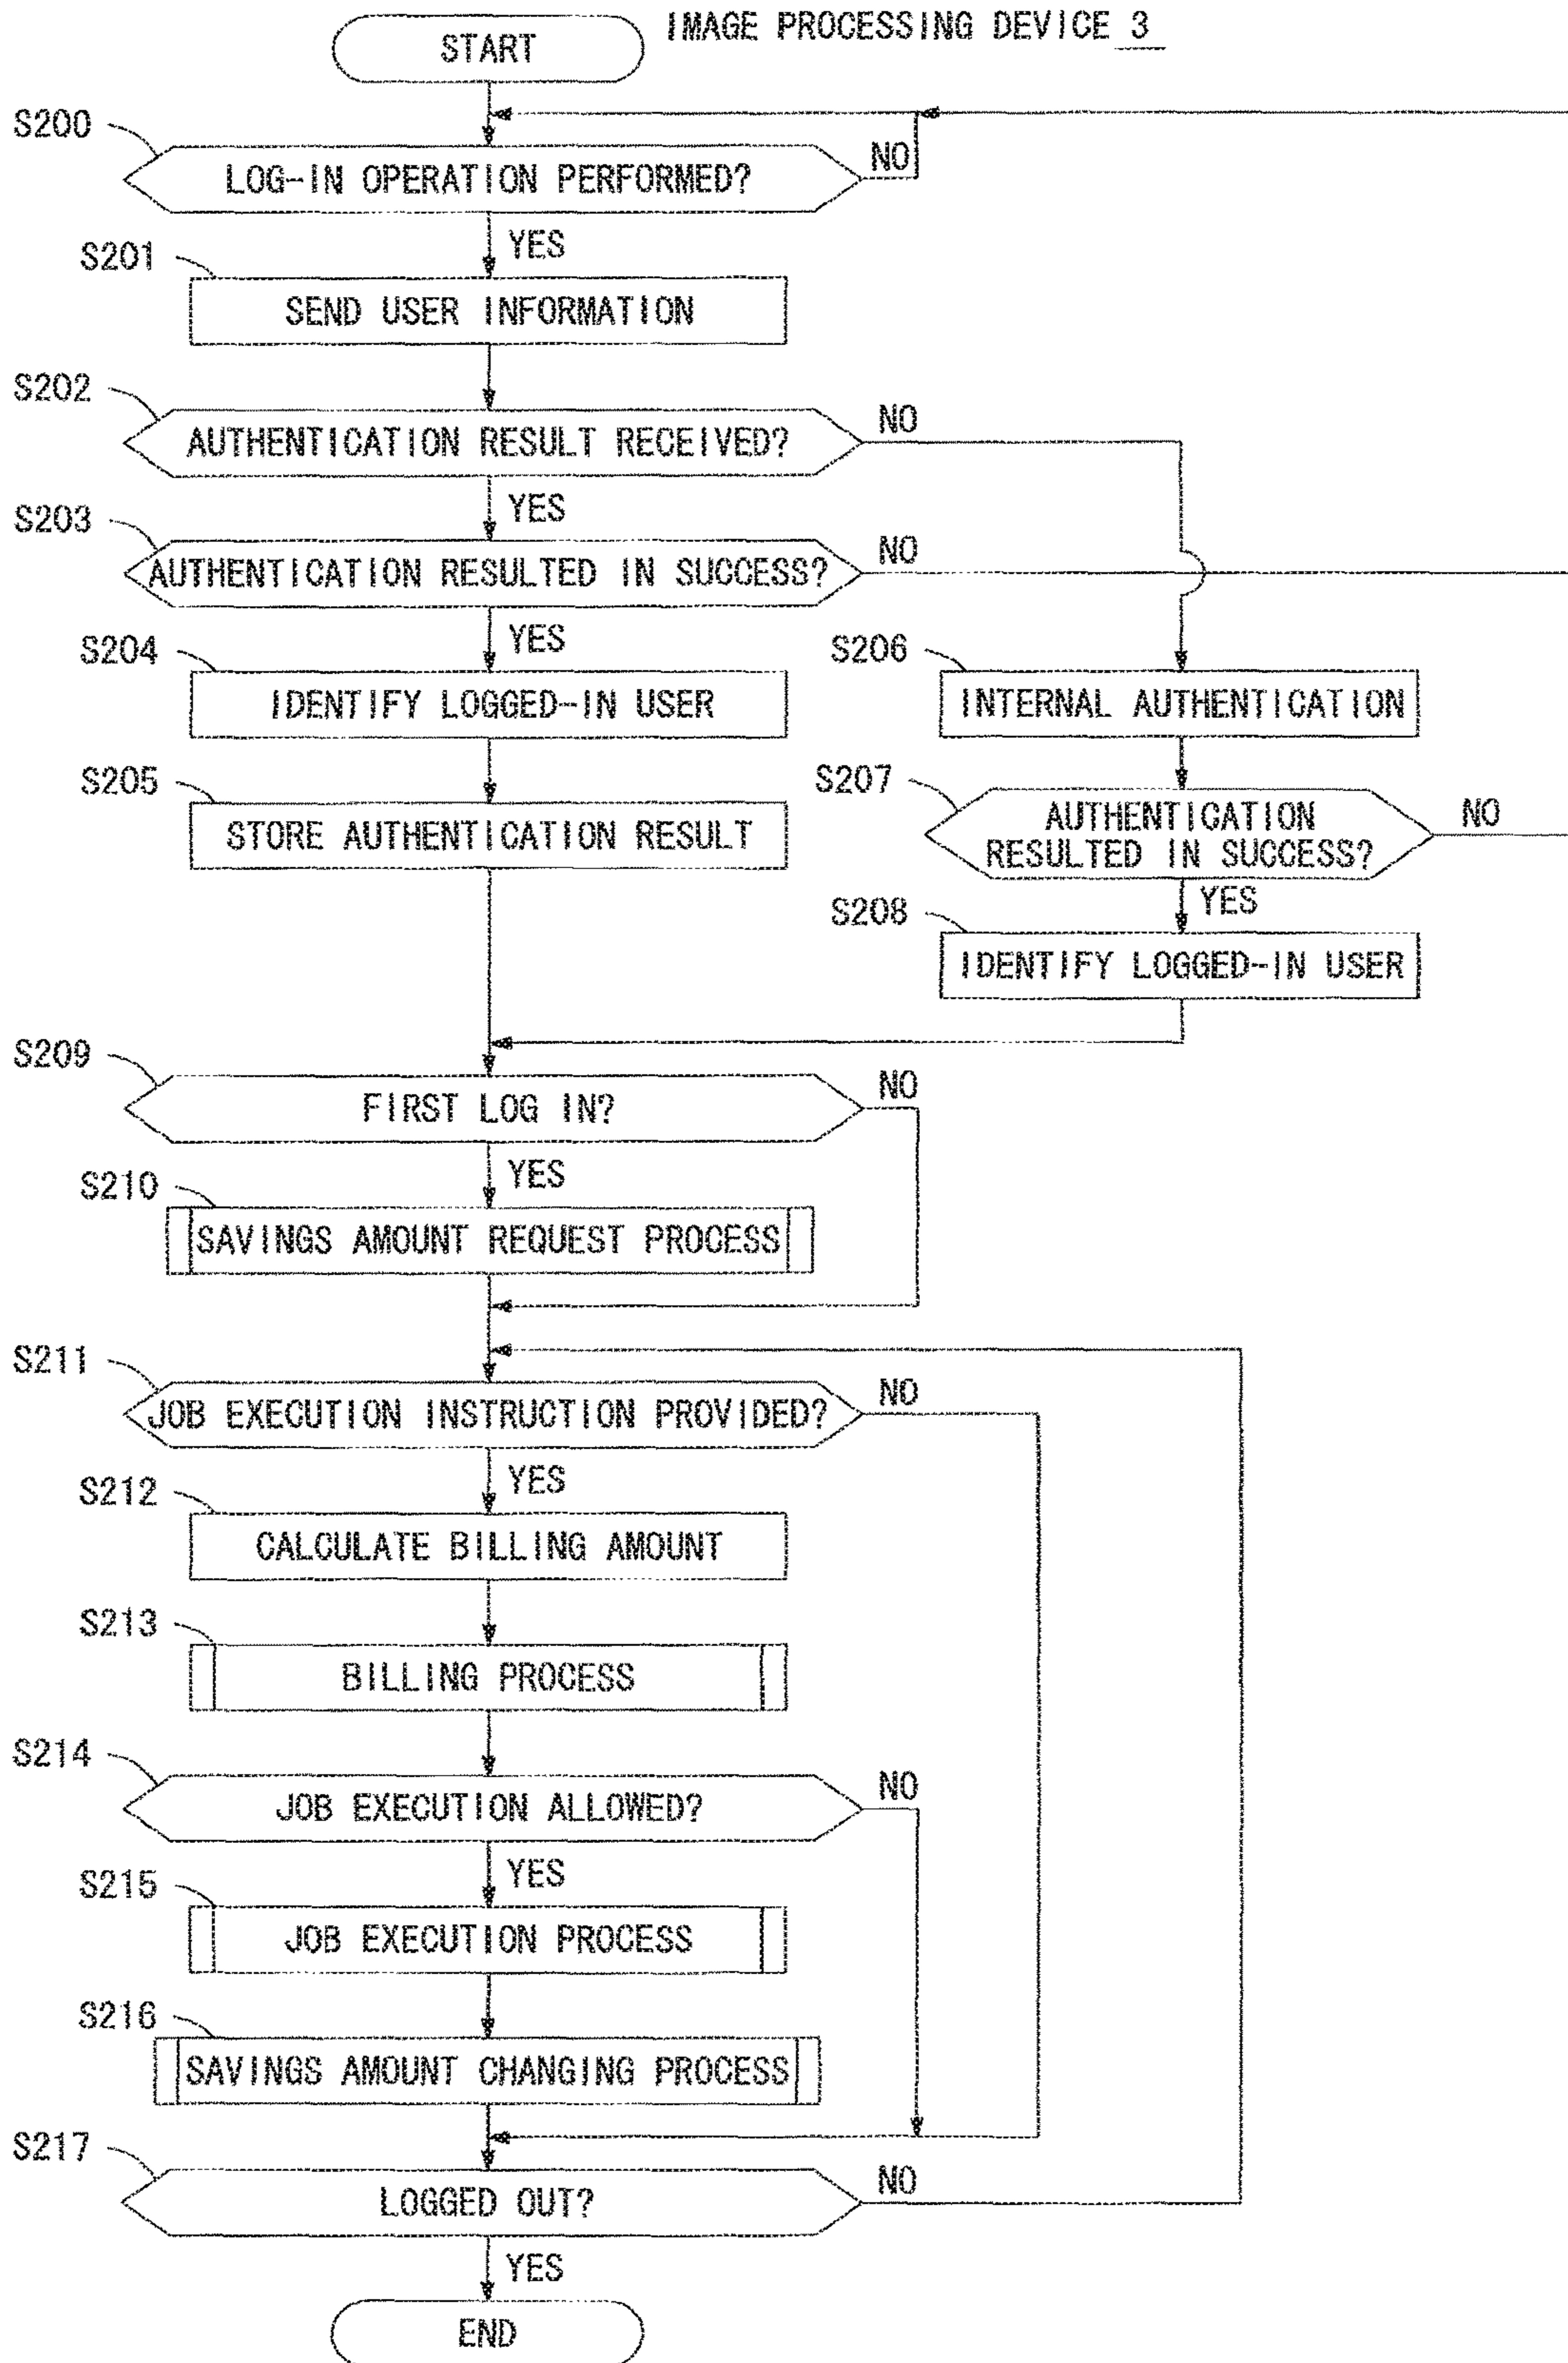 IMAGE PROCESSING DEVICE 3
START
S200
LOG-IN OPERATION PERFORMED?
NO
YES
S201
SEND USER INFORMATION
S202
AUTHENTICATION RESULT RECEIVED?
NO
YES
S203
AUTHENTICATION RESULTED IN SUCCESS?
NO
YES
S204
IDENTIFY LOGGED-IN USER
S206
INTERNAL AUTHENTICATION
S205
STORE AUTHENTICATION RESULT
S207
AUTHENTICATION
RESULTED IN SUCCESS?
NO
YES
S208
IDENTIFY LOGGED-IN USER
S209
FIRST LOG IN?
NO
YES
S210
SAVINGS AMOUNT REQUEST PROCESS
S211
JOB EXECUTION INSTRUCTION PROVIDED?
NO
YES
S212
CALCULATE BILLING AMOUNT
S213
BILLING PROCESS
S214
JOB EXECUTION ALLOWED?
NO
YES
S215
JOB EXECUTION PROCESS
S216
SAVINGS AMOUNT CHANGING PROCESS
S217
LOGGED OUT?
NO
YES
END